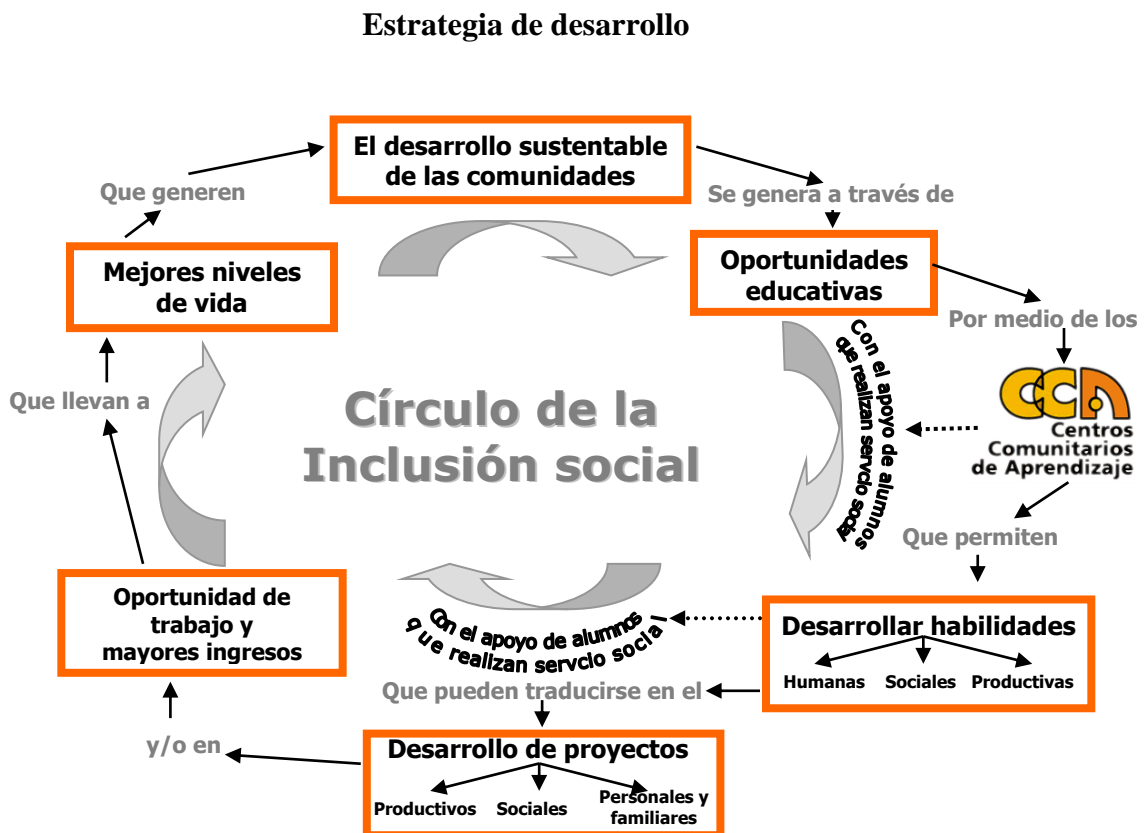 Estrategia de desarrollo
El desarrollo sustentable
de las comunidades
Se genera a través de
Oportunidades
educativas
Por medio de los
CCA
Centros
Comunitarios
de Aprendizaje
Con el apoyo de alumnos
que realizan servcio social
Que permiten
Desarrollar habilidades
Humanas Sociales Productivas
Con el apoyo de alumnos
que realizan servcio social
Que pueden traducirse en el
Desarrollo de proyectos
Productivos Sociales Personales y
familiares
y/o en
Oportunidad de
trabajo y
mayores ingresos
Que llevan a
Mejores niveles
de vida
Que generen
Círculo de la
Inclusión social